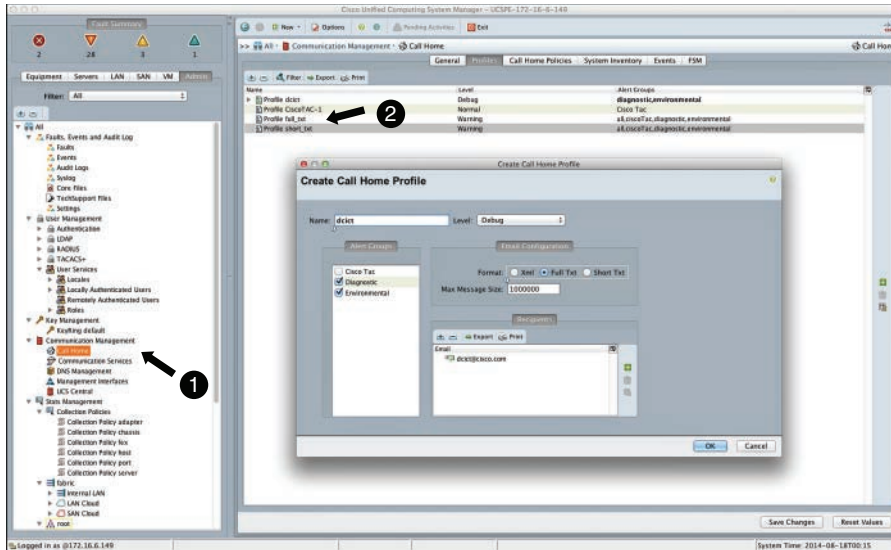 Cisco Unified Computing System Manager - UCSPE-172-16-6-149
Fault Summary
2 28 3 1
New Options Pending Activities Exit
>> All Communication Management Call Home
Call Hom
Equipment Servers LAN SAN VM Admin
Filter: All
General Profiles Call Home Policies System Inventory Events FSM
Filter Export Print
Name Level Alert Groups
Profile dcict Debug diagnostic,environmental
Profile CiscoTAC-1 Normal Cisco Tac
Profile full_txt Warning all,ciscoTac,diagnostic,environmental
Profile short_txt Warning all,ciscoTac,diagnostic,environmental
2
All
Faults, Events and Audit Log
Faults
Events
Audit Logs
Syslog
Core Files
TechSupport Files
Settings
User Management
Authentication
LDAP
RADIUS
TACACS+
User Services
Locales
Locally Authenticated Users
Remotely Authenticated Users
Roles
Key Management
KeyRing default
Communication Management
Call Home
Communication Services
DNS Management
Management Interfaces
UCS Central
1
Stats Management
Collection Policies
Collection Policy adapter
Collection Policy chassis
Collection Policy fex
Collection Policy host
Collection Policy port
Collection Policy server
fabric
Internal LAN
LAN Cloud
SAN Cloud
root
Create Call Home Profile
Create Call Home Profile
Name: dcict Level: Debug
Alert Groups
Cisco Tac
Diagnostic
Environmental
Email Configuration
Format: Xml Full Txt Short Txt
Max Message Size: 1000000
Recipients
Export Print
Email
dcict@cisco.com
OK Cancel
Save Changes Reset Values
Logged in as @172.16.6.149
System Time: 2014-06-18T00:15